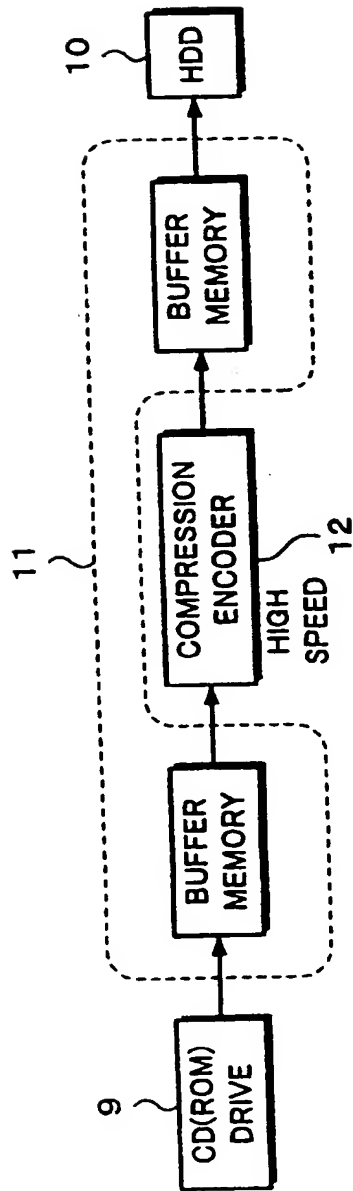 9
CD(ROM)
DRIVE
BUFFER
MEMORY
11
COMPRESSION
ENCODER
12
HIGH
SPEED
BUFFER
MEMORY
10
HDD